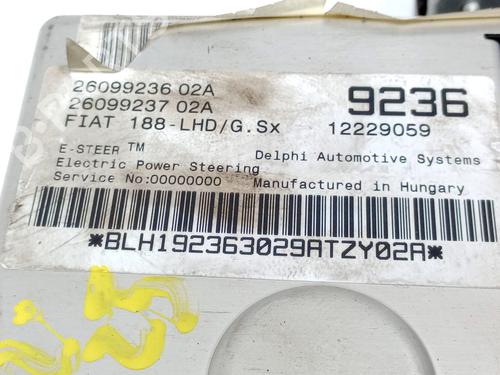 26099236 02A
9236
26099237 02A
FIAT 188-LHD/G.Sx
12229059
E-STEER TM
Delphi Automotive Systems
Electric Power Steering
Service No:00000000
Manufactured in Hungary
*BLH192363029ATZY02A*